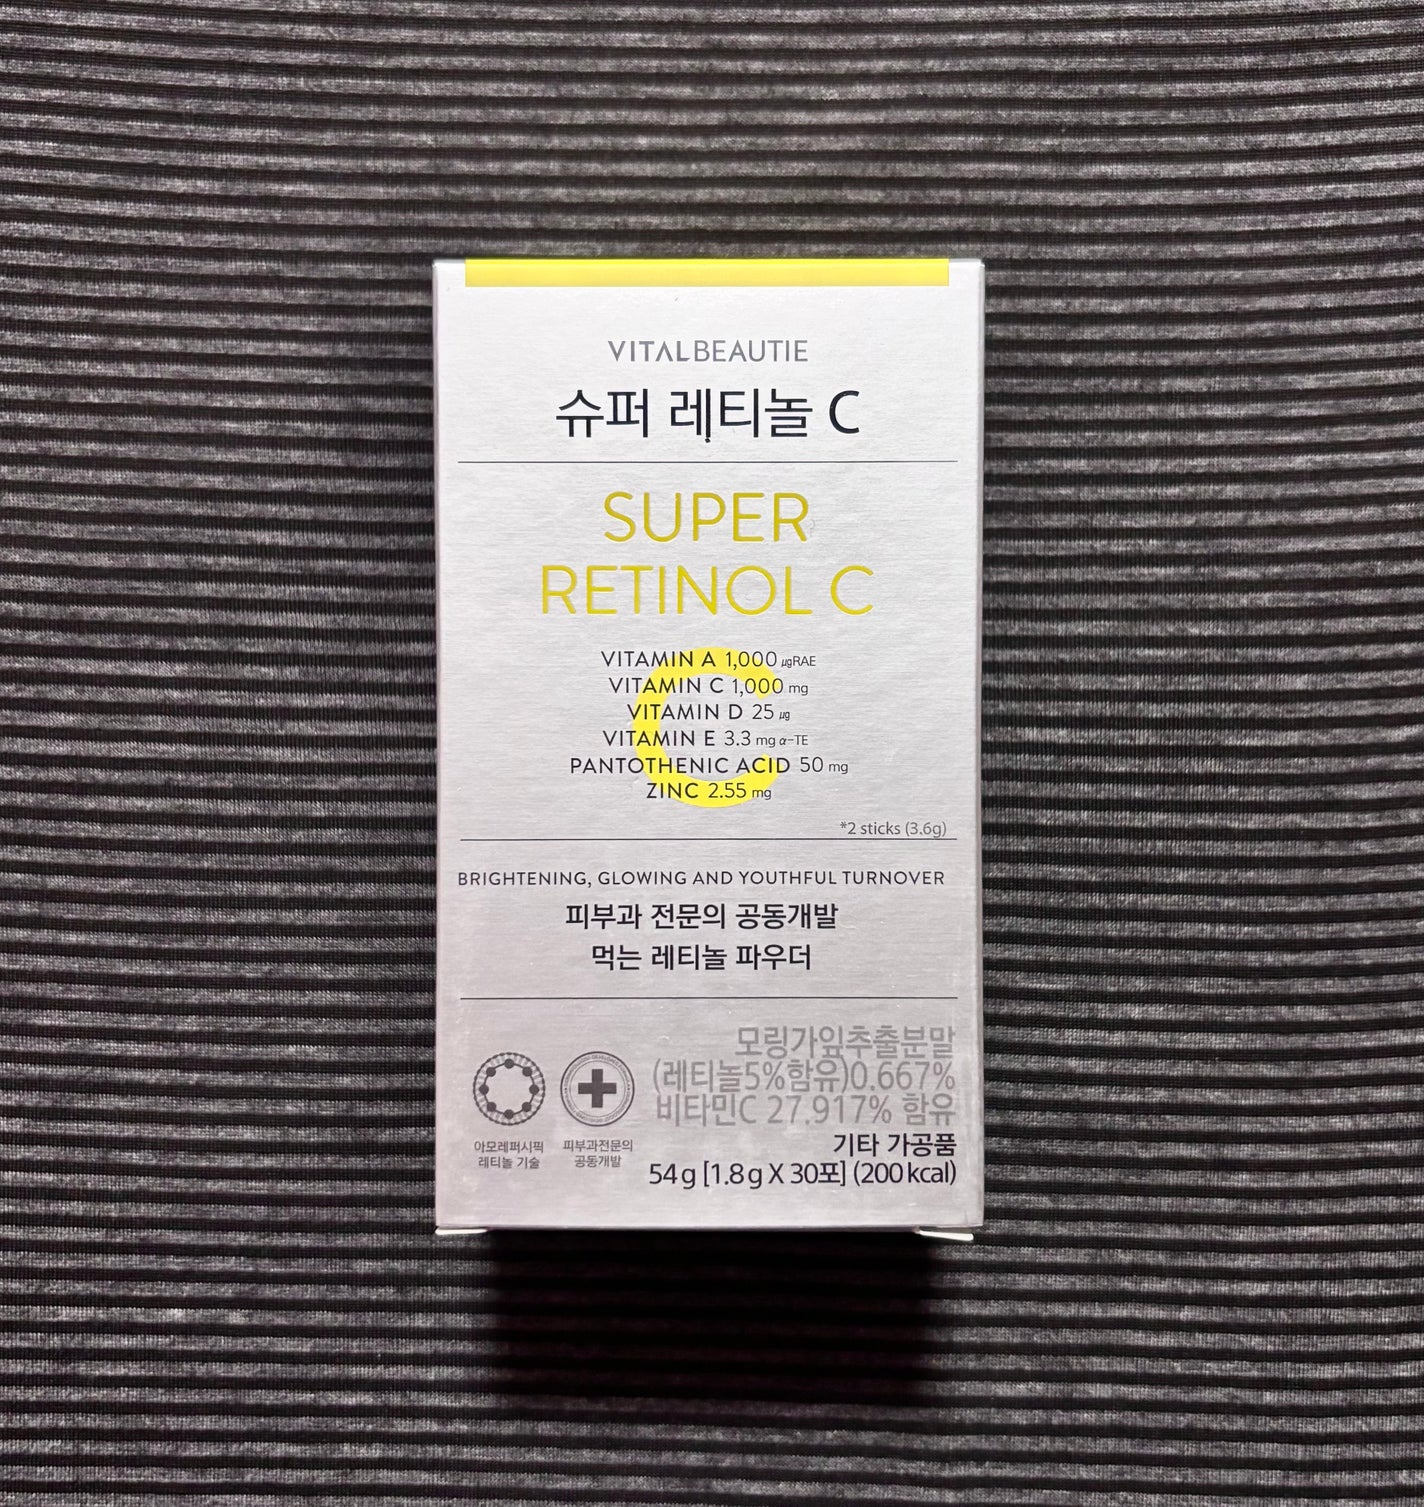 VITALBEAUTIE
슈퍼 레티놀 C
SUPER
RETINOL C
VITAMIN A 1,000 μgRAE
VITAMIN C 1,000 mg
VITAMIN D 25 μg
VITAMIN E 3.3 mg α-TE
PANTOTHENIC ACID 50 mg
ZINC 2.55 mg
C
*2 sticks (3.6g)
BRIGHTENING, GLOWING AND YOUTHFUL TURNOVER
피부과 전문의 공동개발
먹는 레티놀 파우더
아모레퍼시픽
레티놀 기술
피부과전문의
공동개발
모링가잎추출분말
(레티놀5%함유)0.667%
비타민C 27.917% 함유
기타 가공품
54g [1.8g X 30포] (200kcal)